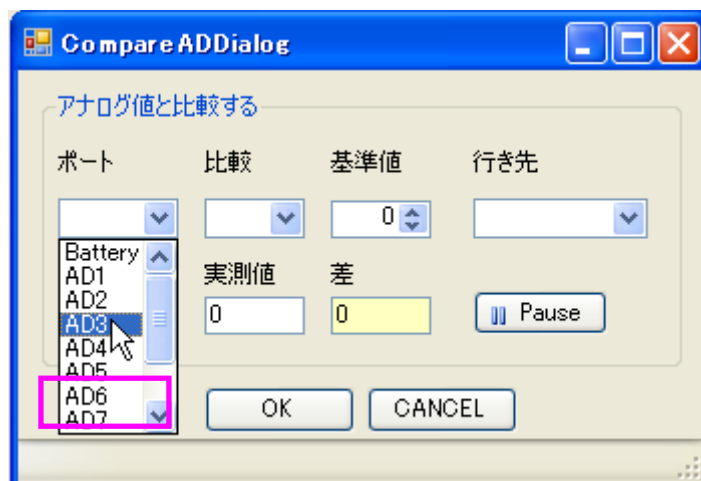 CompareADDialog
アナログ値と比較する
ポート 比較 基準値 行き先
0
Battery
AD1
AD2
AD3
AD4
AD5
AD6
AD7
実測値 差
0 0 Pause
OK CANCEL